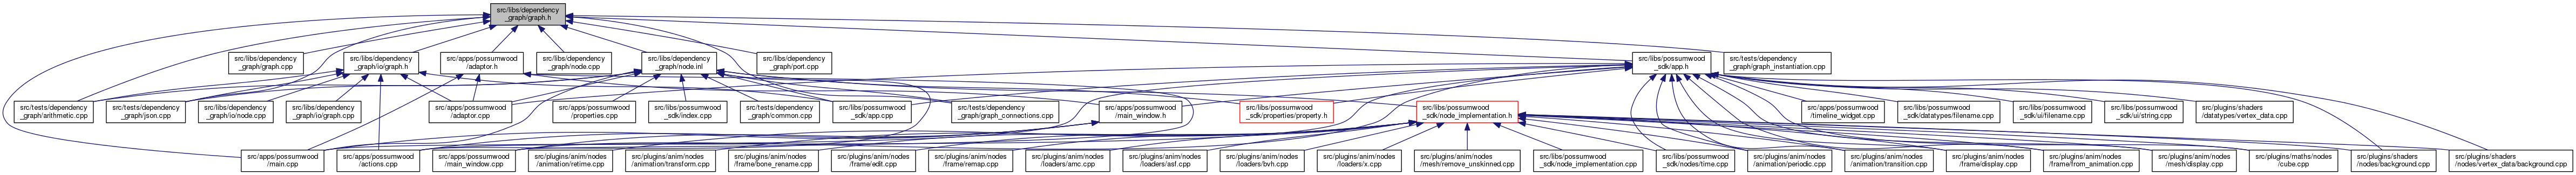 src/libs/dependency
_graph/graph.h
src/libs/dependency
_graph/graph.cpp
src/libs/dependency
_graph/io/graph.h
src/apps/possumwood
/adaptor.h
src/libs/dependency
_graph/node.cpp
src/libs/dependency
_graph/node.inl
src/libs/dependency
_graph/port.cpp
src/libs/possumwood
_sdk/app.h
src/tests/dependency
_graph/graph_instantiation.cpp
src/tests/dependency
_graph/arithmetic.cpp
src/tests/dependency
_graph/json.cpp
src/libs/dependency
_graph/io/node.cpp
src/libs/dependency
_graph/io/graph.cpp
src/apps/possumwood
/adaptor.cpp
src/apps/possumwood
/properties.cpp
src/libs/possumwood
_sdk/index.cpp
src/tests/dependency
_graph/common.cpp
src/libs/possumwood
_sdk/app.cpp
src/tests/dependency
_graph/graph_connections.cpp
src/apps/possumwood
/main_window.h
src/libs/possumwood
_sdk/properties/property.h
src/libs/possumwood
_sdk/node_implementation.h
src/apps/possumwood
/timeline_widget.cpp
src/libs/possumwood
_sdk/datatypes/filename.cpp
src/libs/possumwood
_sdk/ui/filename.cpp
src/libs/possumwood
_sdk/ui/string.cpp
src/plugins/shaders
/datatypes/vertex_data.cpp
src/apps/possumwood
/main.cpp
src/apps/possumwood
/actions.cpp
src/apps/possumwood
/main_window.cpp
src/plugins/anim/nodes
/animation/retime.cpp
src/plugins/anim/nodes
/animation/transform.cpp
src/plugins/anim/nodes
/frame/bone_rename.cpp
src/plugins/anim/nodes
/frame/edit.cpp
src/plugins/anim/nodes
/frame/remap.cpp
src/plugins/anim/nodes
/loaders/amc.cpp
src/plugins/anim/nodes
/loaders/asf.cpp
src/plugins/anim/nodes
/loaders/bvh.cpp
src/plugins/anim/nodes
/loaders/x.cpp
src/plugins/anim/nodes
/mesh/remove_unskinned.cpp
src/libs/possumwood
_sdk/node_implementation.cpp
src/libs/possumwood
_sdk/nodes/time.cpp
src/plugins/anim/nodes
/animation/periodic.cpp
src/plugins/anim/nodes
/animation/transition.cpp
src/plugins/anim/nodes
/frame/display.cpp
src/plugins/anim/nodes
/frame/from_animation.cpp
src/plugins/anim/nodes
/mesh/display.cpp
src/plugins/maths/nodes
/cube.cpp
src/plugins/shaders
/nodes/background.cpp
src/plugins/shaders
/nodes/vertex_data/background.cpp